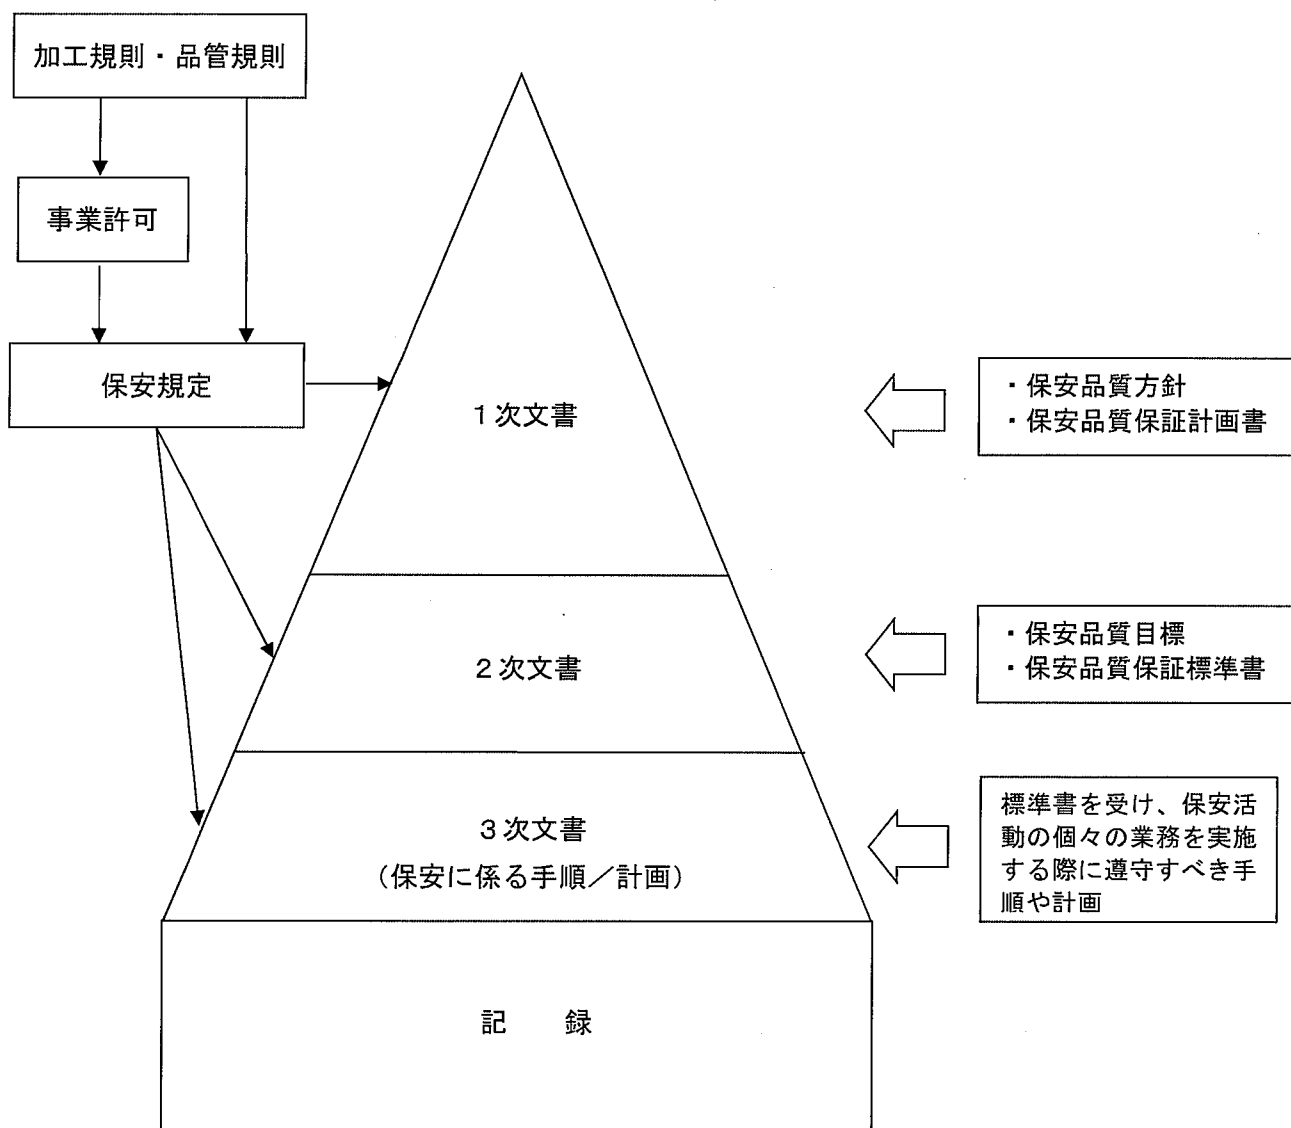 加工規則・品管規則
事業許可
保安規定
１次文書
・保安品質方針
・保安品質保証計画書
２次文書
・保安品質目標
・保安品質保証標準書
３次文書
（保安に係る手順／計画）
標準書を受け、保安活
動の個々の業務を実施
する際に遵守すべき手
順や計画
記　　録